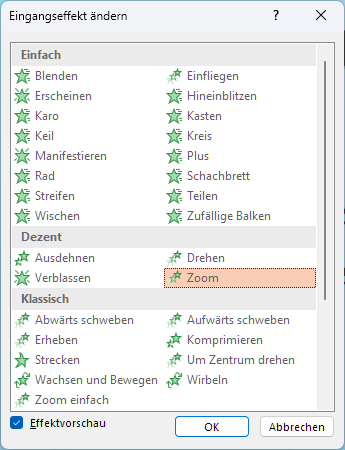 Eingangseffekt ändern ? ×
Einfach
Blenden Einfliegen
Erscheinen Hineinblitzen
Karo Kasten
Keil Kreis
Manifestieren Plus
Rad Schachbrett
Streifen Teilen
Wischen Zufällige Balken
Dezent
Ausdehnen Drehen
Verblassen Zoom
Klassisch
Abwärts schweben Aufwärts schweben
Erheben Komprimieren
Strecken Um Zentrum drehen
Wachsen und Bewegen Wirbeln
Zoom einfach
Effektvorschau OK Abbrechen